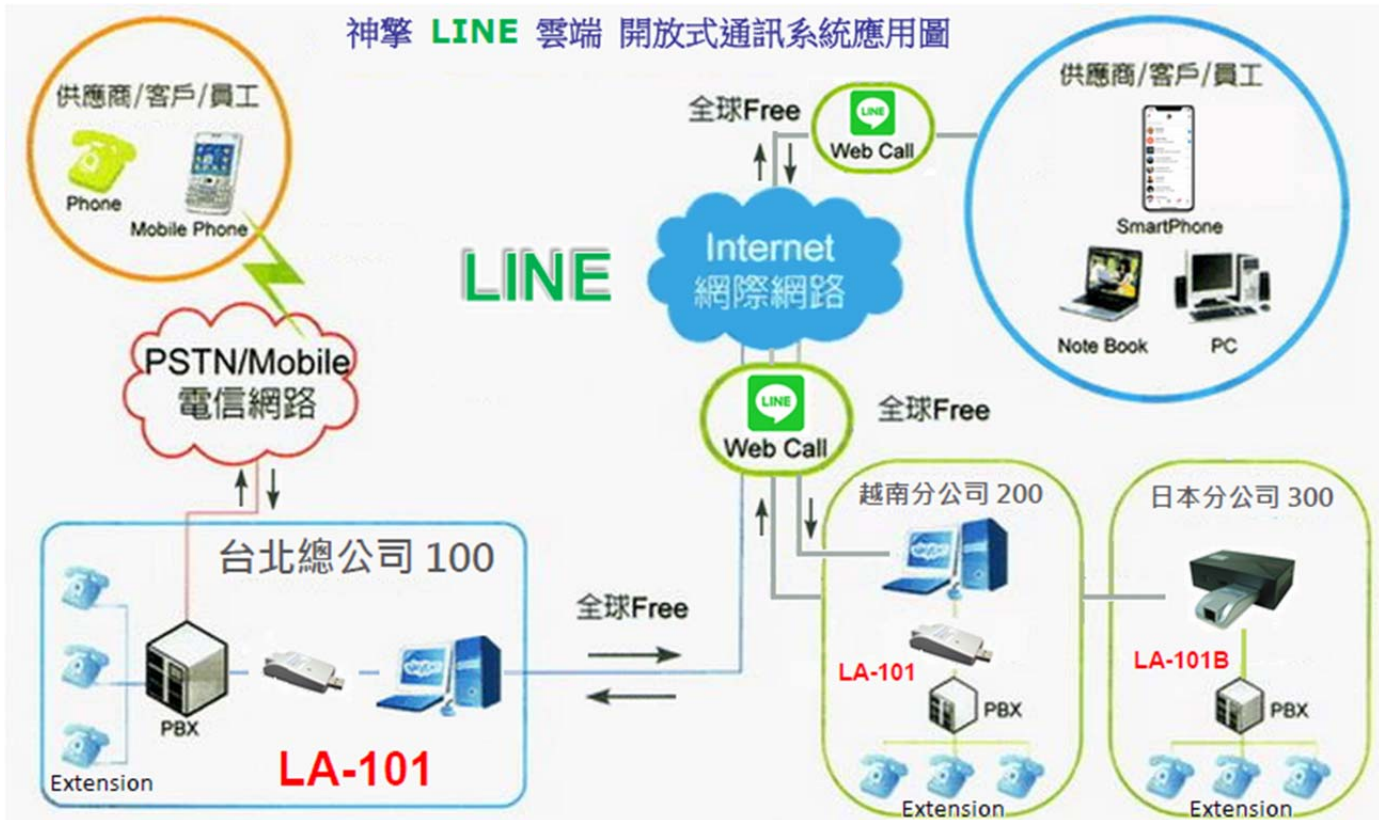 神擎 LINE 雲端 開放式通訊系統應用圖
供應商/客戶/員工
Phone
Mobile Phone
PSTN/Mobile
電信網路
LINE
全球Free
LINE
Web Call
Internet
網際網路
供應商/客戶/員工
SmartPhone
Note Book
PC
LINE
Web Call
全球Free
台北總公司 100
PBX
Extension
LA-101
skype
全球Free
越南分公司 200
skype
LA-101
PBX
Extension
日本分公司 300
LA-101B
PBX
Extension